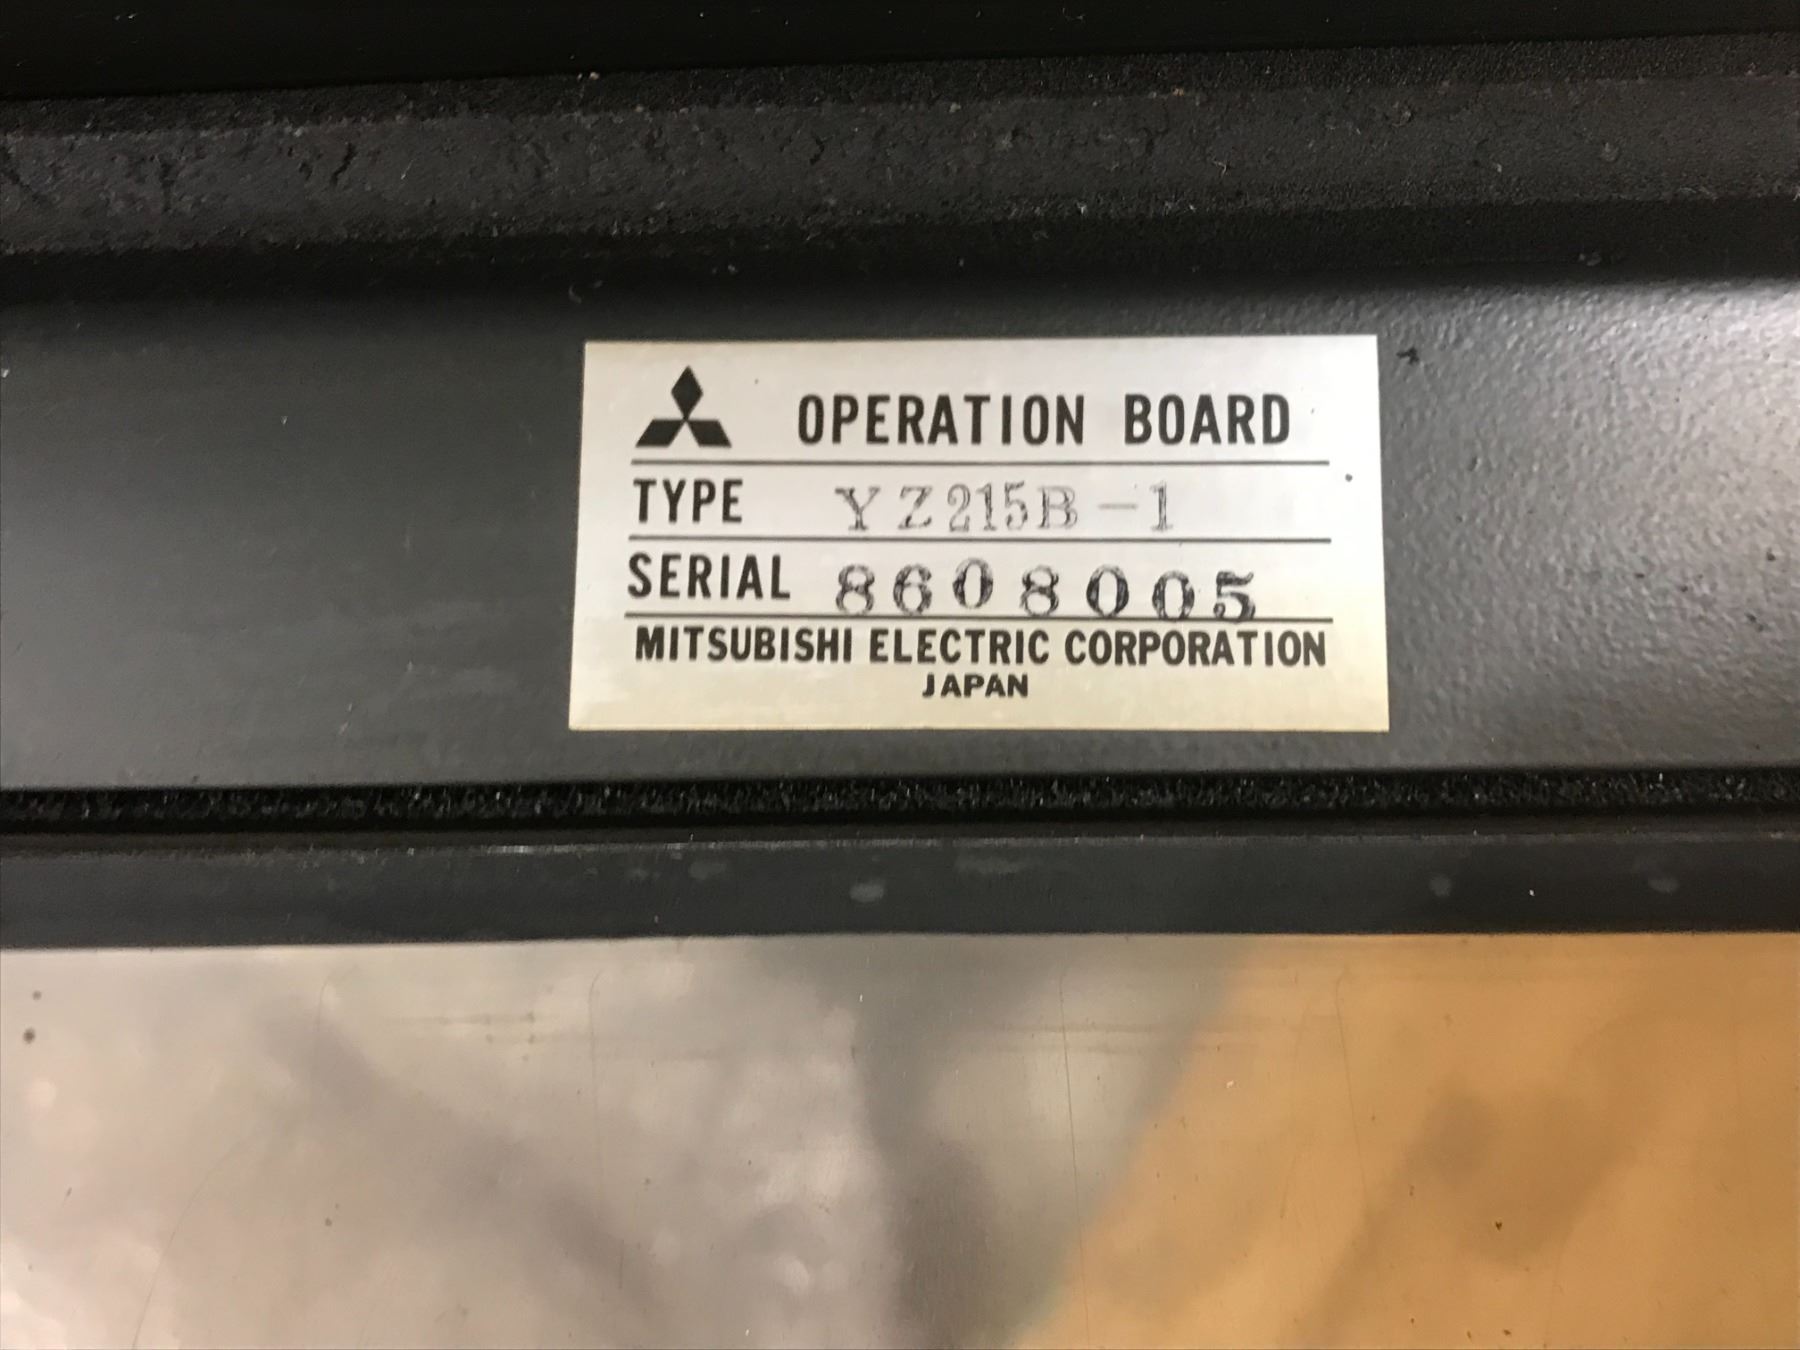 OPERATION BOARD
TYPE YZ215B-1
SERIAL 8608005
MITSUBISHI ELECTRIC CORPORATION
JAPAN